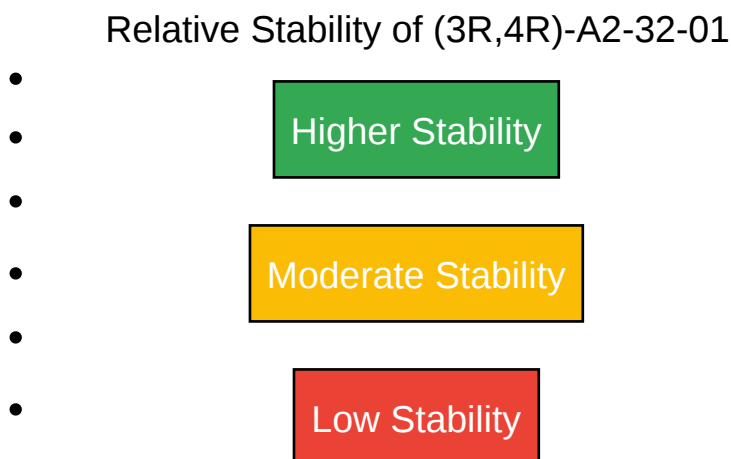 Relative Stability of (3R,4R)-A2-32-01
Higher Stability
Moderate Stability
Low Stability